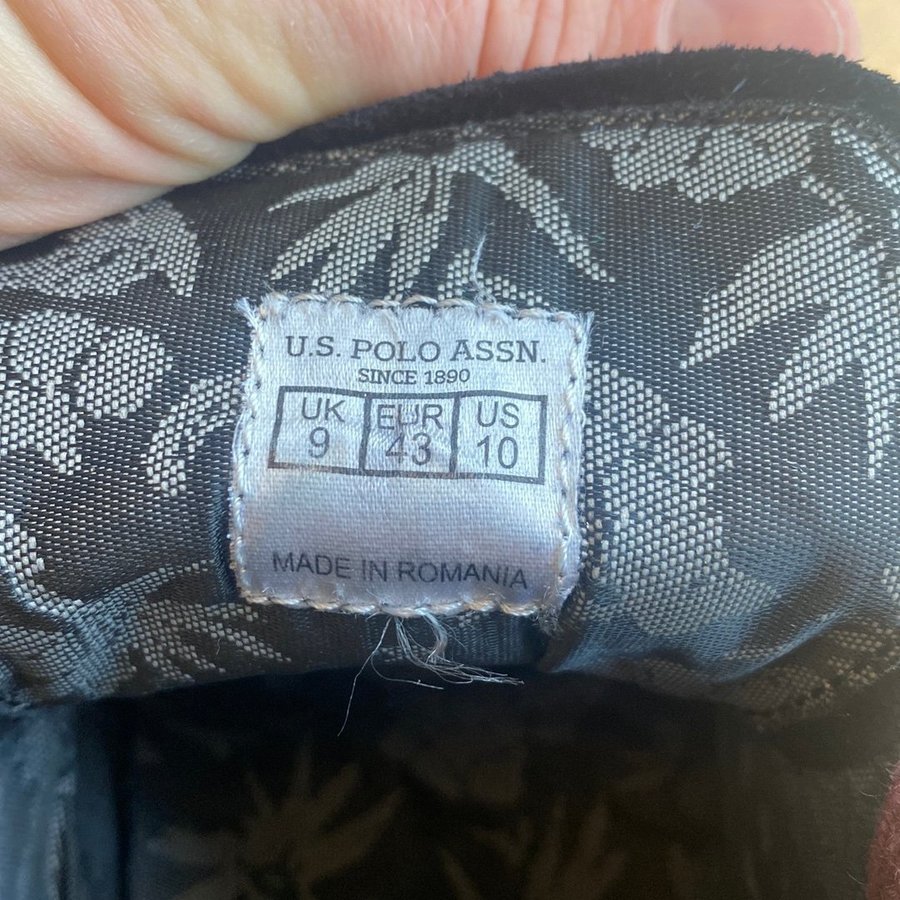 U.S. POLO ASSN.
SINCE 1890
UK EUR US
9 43 10
MADE IN ROMANIA